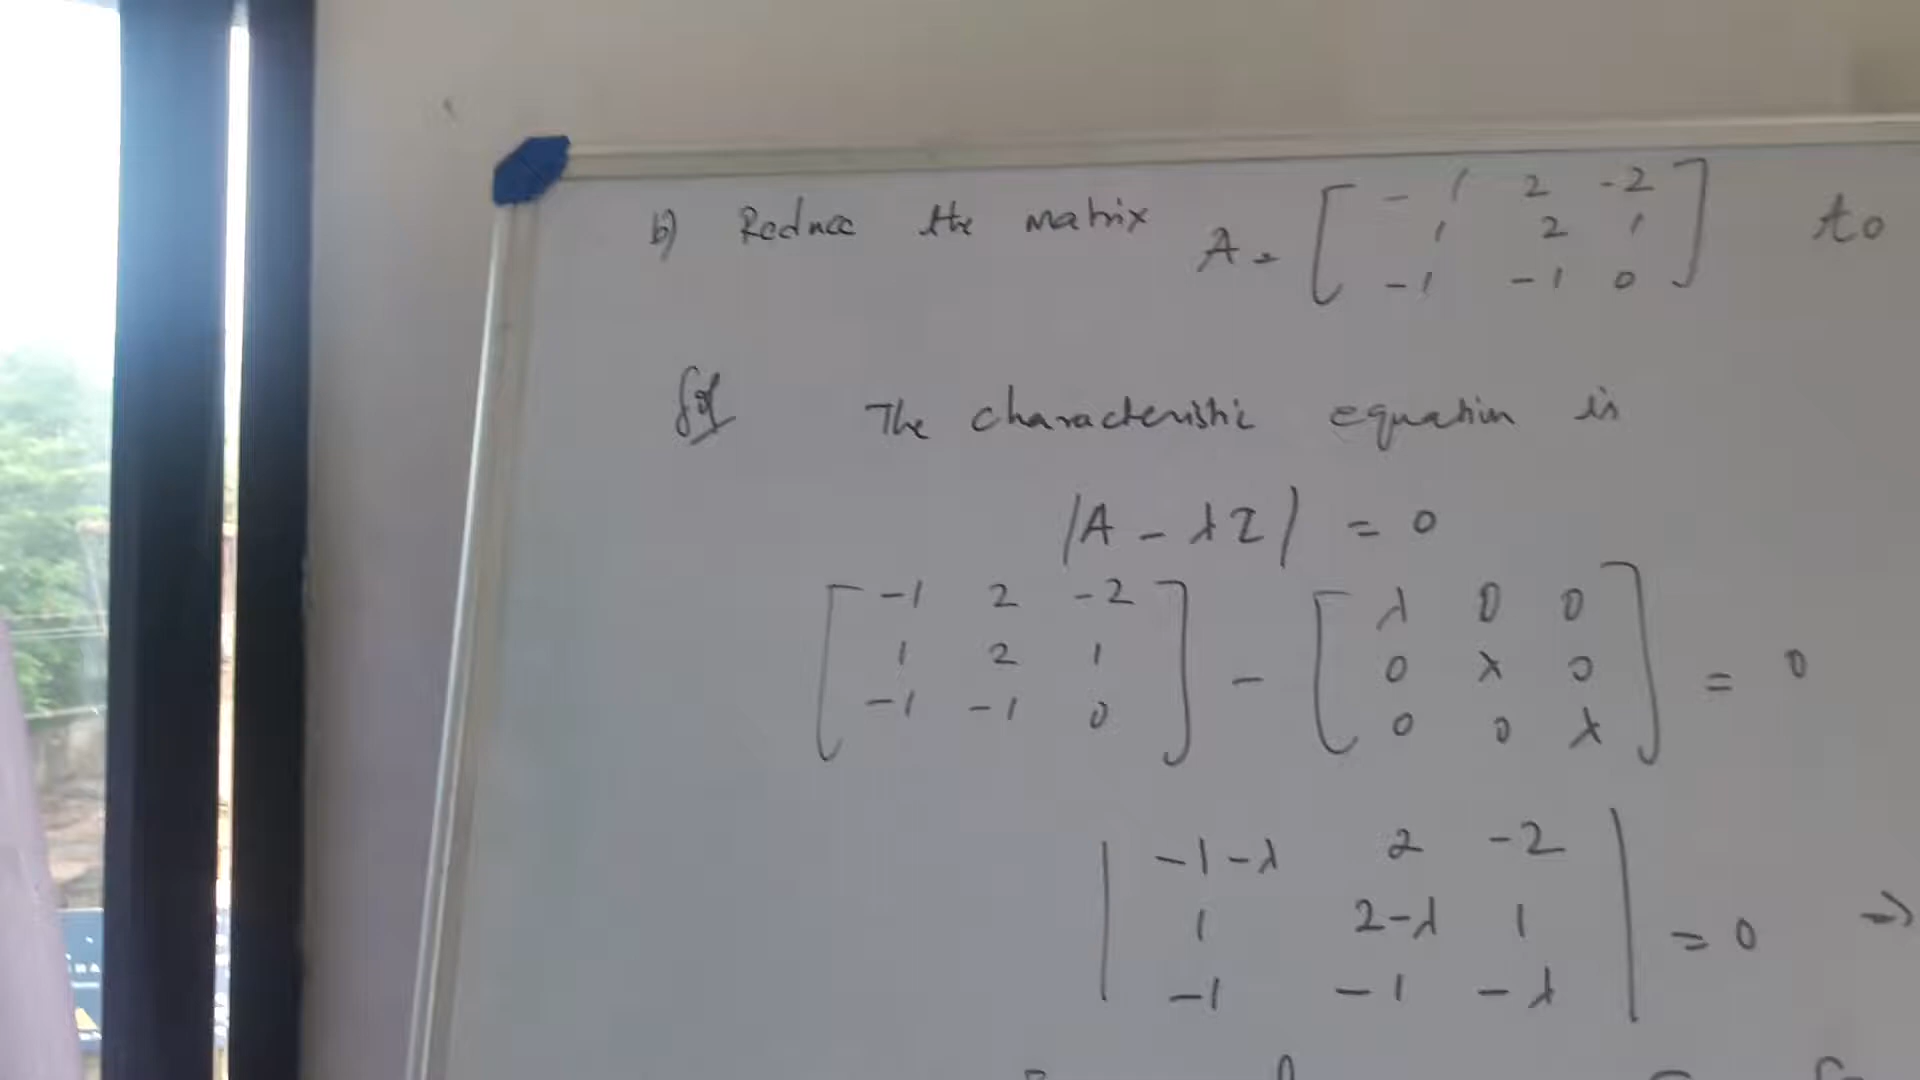 b) Reduce the matrix A = [ -1 2 -2 ] to
[ 1 2 1 ]
[ -1 -1 0 ]
Sol The characteristic equation is
|A - λI| = 0
[ -1 2 -2 ] - [ λ 0 0 ] = 0
[ 1 2 1 ] [ 0 λ 0 ]
[ -1 -1 0 ] [ 0 0 λ ]
| -1-λ 2 -2 |
| 1 2-λ 1 | = 0 ⇒
| -1 -1 -λ |